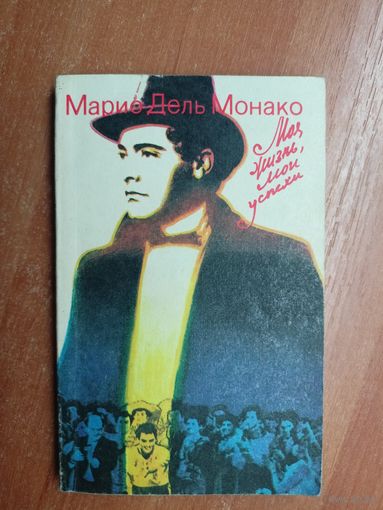 Марио Дель Монако
Моя
жизнь,
мои
успехи